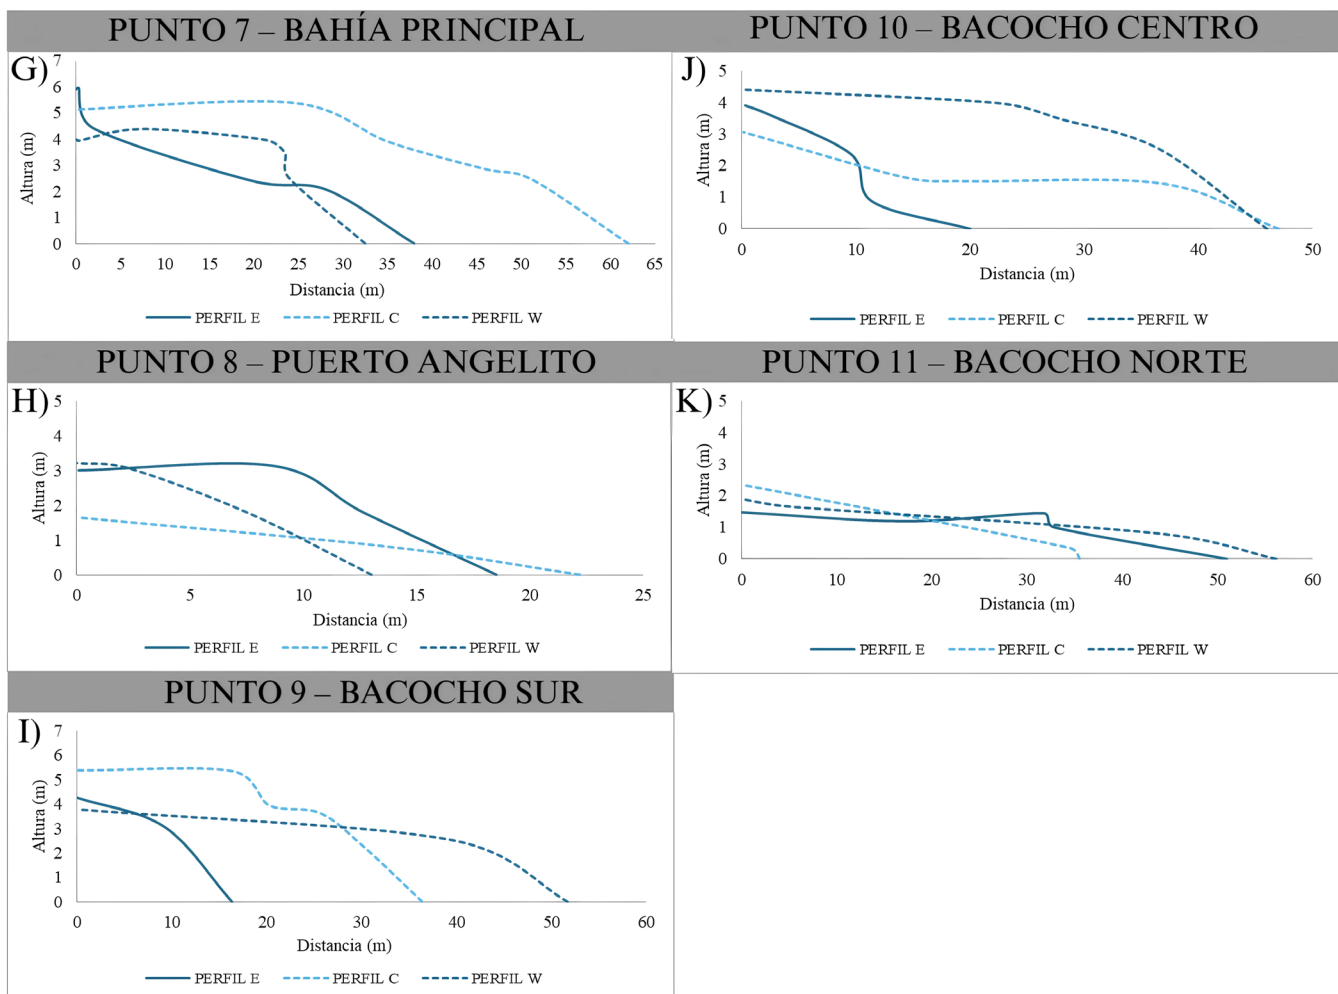 PUNTO 7 – BAHÍA PRINCIPAL
G)
Altura (m)
7
6
5
4
3
2
1
0
0 5 10 15 20 25 30 35 40 45 50 55 60 65
Distancia (m)
PERFIL E PERFIL C PERFIL W
PUNTO 10 – BACOCHO CENTRO
J)
Altura (m)
5
4
3
2
1
0
0 10 20 30 40 50
Distancia (m)
PERFIL E PERFIL C PERFIL W
PUNTO 8 – PUERTO ANGELITO
H)
Altura (m)
5
4
3
2
1
0
0 5 10 15 20 25
Distancia (m)
PERFIL E PERFIL C PERFIL W
PUNTO 11 – BACOCHO NORTE
K)
Altura (m)
5
4
3
2
1
0
0 10 20 30 40 50 60
Distancia (m)
PERFIL E PERFIL C PERFIL W
PUNTO 9 – BACOCHO SUR
I)
Altura (m)
7
6
5
4
3
2
1
0
0 10 20 30 40 50 60
Distancia (m)
PERFIL E PERFIL C PERFIL W